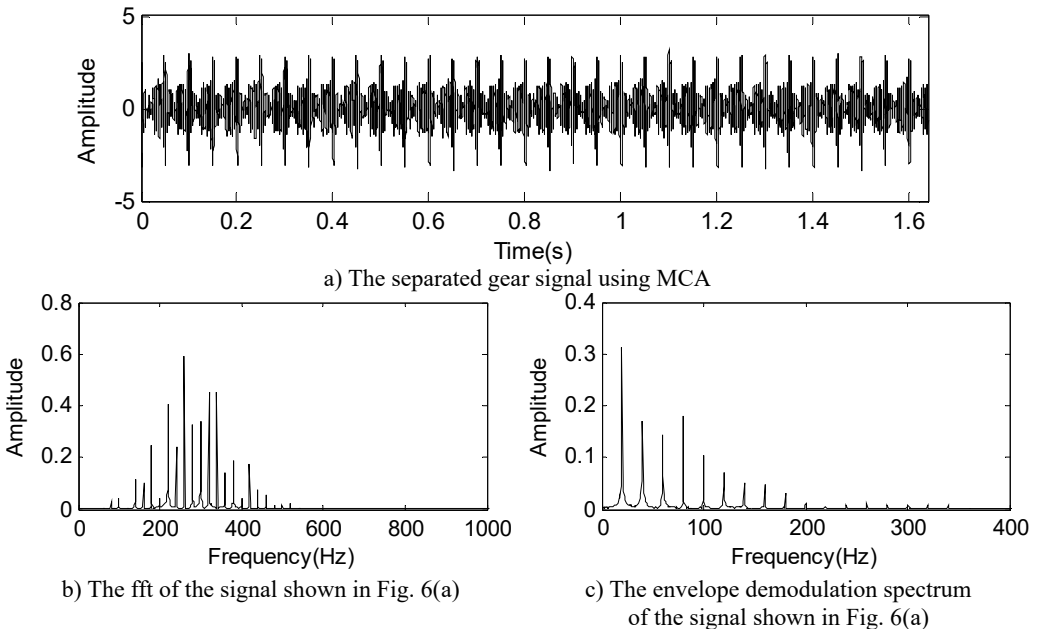 5
0
-5
Amplitude
0 0.2 0.4 0.6 0.8 1 1.2 1.4 1.6
Time(s)
a) The separated gear signal using MCA
0.8
0.6
0.4
0.2
0
Amplitude
0 200 400 600 800 1000
Frequency(Hz)
b) The fft of the signal shown in Fig. 6(a)
0.4
0.3
0.2
0.1
0
Amplitude
0 100 200 300 400
Frequency(Hz)
c) The envelope demodulation spectrum
of the signal shown in Fig. 6(a)